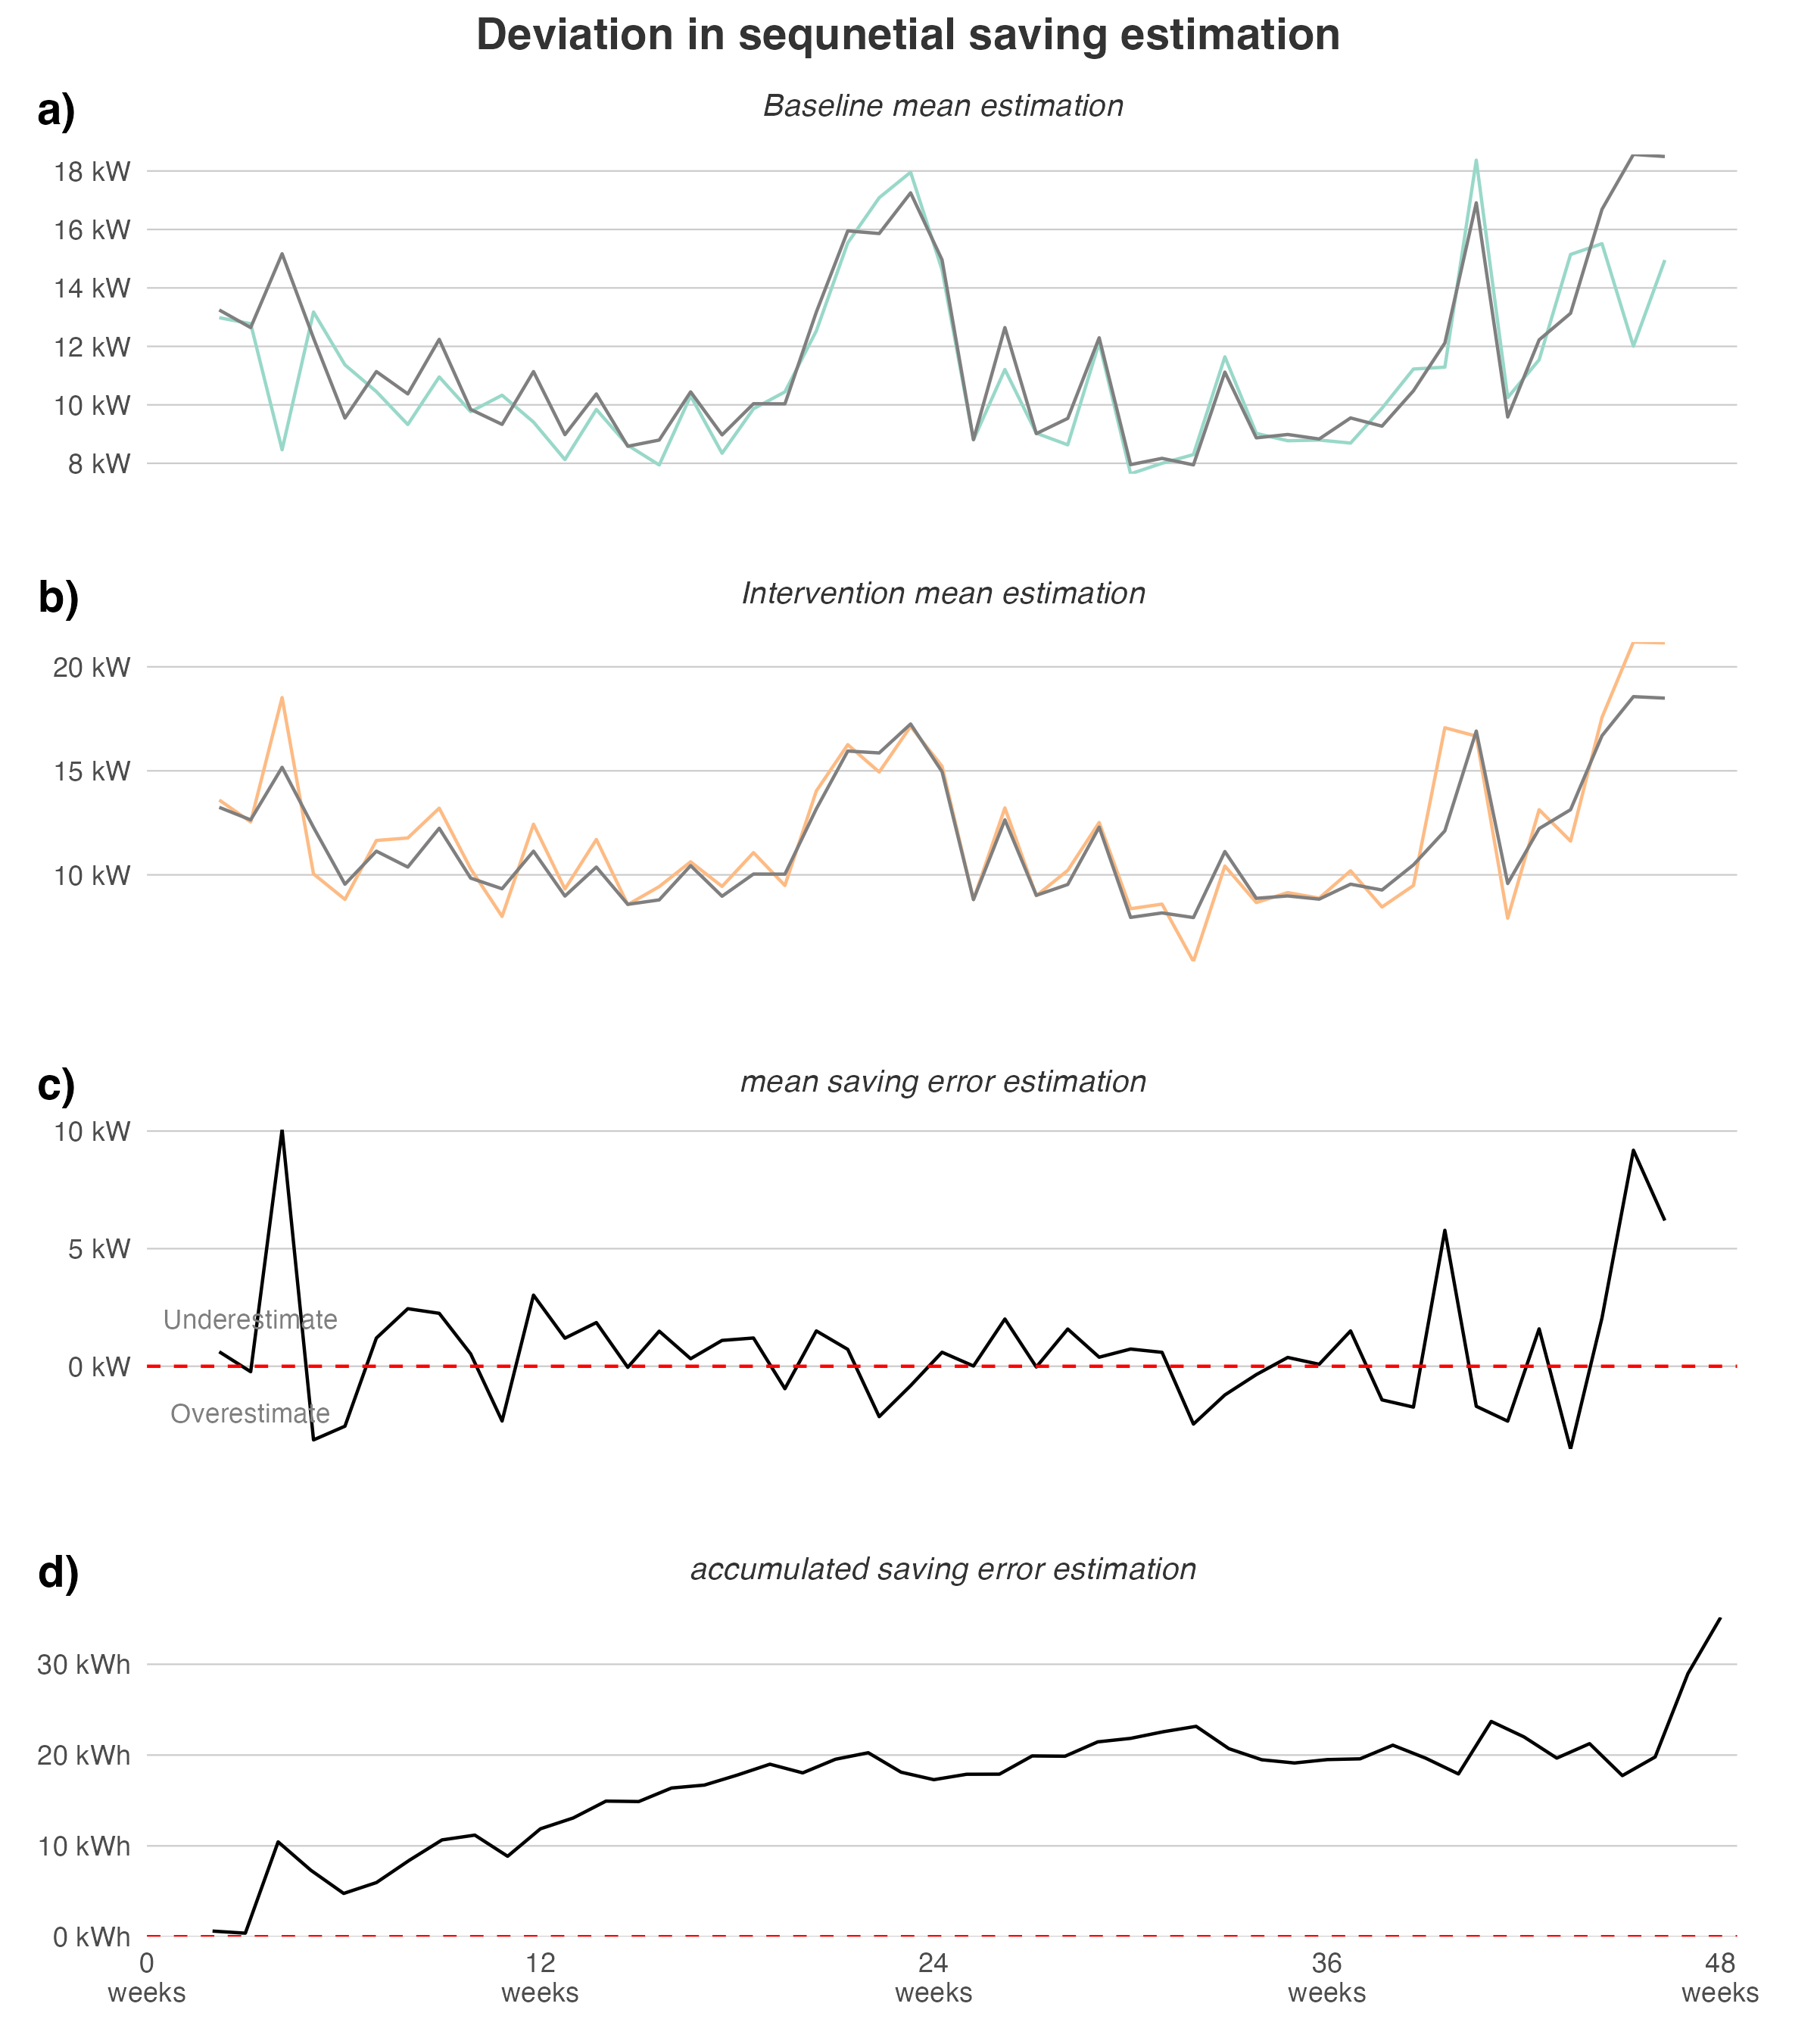 Deviation in sequnetial saving estimation
a)
Baseline mean estimation
18 kW
16 kW
14 kW
12 kW
10 kW
8 kW
b)
Intervention mean estimation
20 kW
15 kW
10 kW
c)
mean saving error estimation
10 kW
5 kW
Underestimate
0 kW
Overestimate
d)
accumulated saving error estimation
30 kWh
20 kWh
10 kWh
0 kWh
0 12 24 36 48
weeks weeks weeks weeks weeks